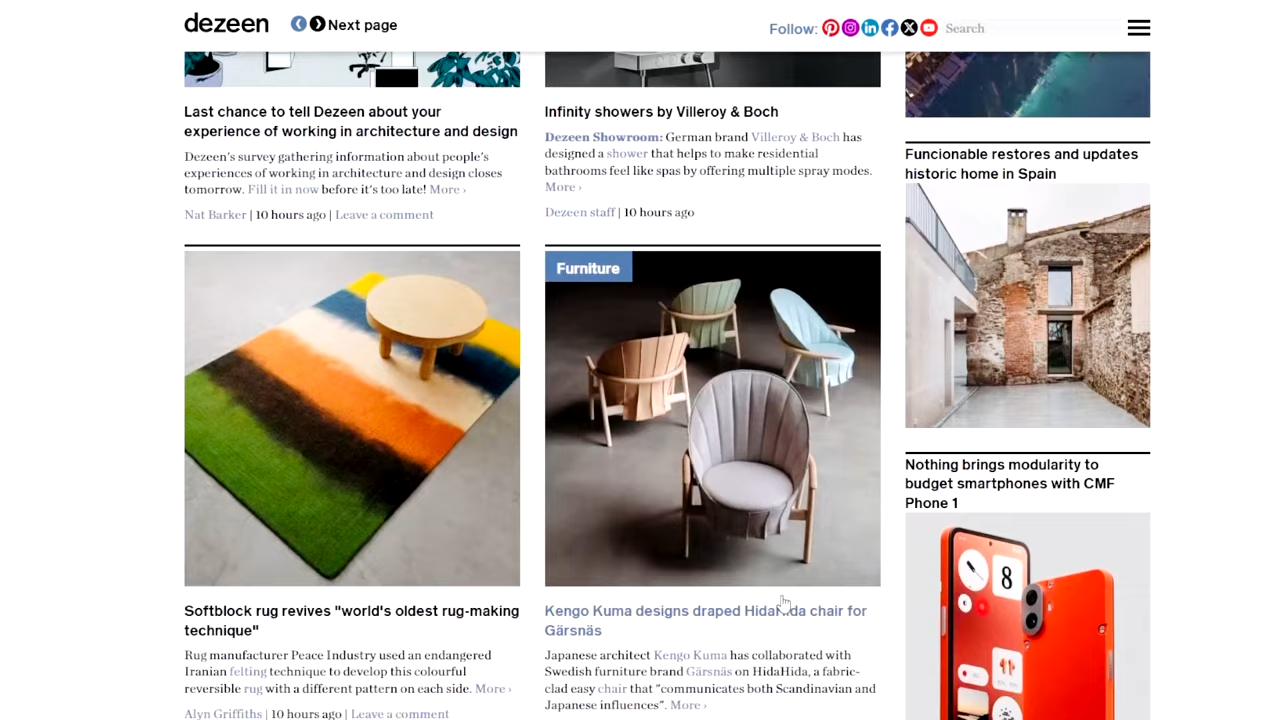 dezeen
Next page
Follow:
Search
Last chance to tell Dezeen about your
experience of working in architecture and design
Dezeen's survey gathering information about people's
experiences of working in architecture and design closes
tomorrow. Fill it in now before it's too late! More ›
Nat Barker | 10 hours ago | Leave a comment
Infinity showers by Villeroy & Boch
Dezeen Showroom: German brand Villeroy & Boch has
designed a shower that helps to make residential
bathrooms feel like spas by offering multiple spray modes.
More ›
Dezeen staff | 10 hours ago
Softblock rug revives "world's oldest rug-making
technique"
Rug manufacturer Peace Industry used an endangered
Iranian felting technique to develop this colourful
reversible rug with a different pattern on each side. More ›
Alyn Griffiths | 10 hours ago | Leave a comment
Furniture
Kengo Kuma designs draped HidaHida chair for
Gärsnäs
Japanese architect Kengo Kuma has collaborated with
Swedish furniture brand Gärsnäs on HidaHida, a fabric-
clad easy chair that "communicates both Scandinavian and
Japanese influences". More ›
Funcionable restores and updates
historic home in Spain
Nothing brings modularity to
budget smartphones with CMF
Phone 1
8